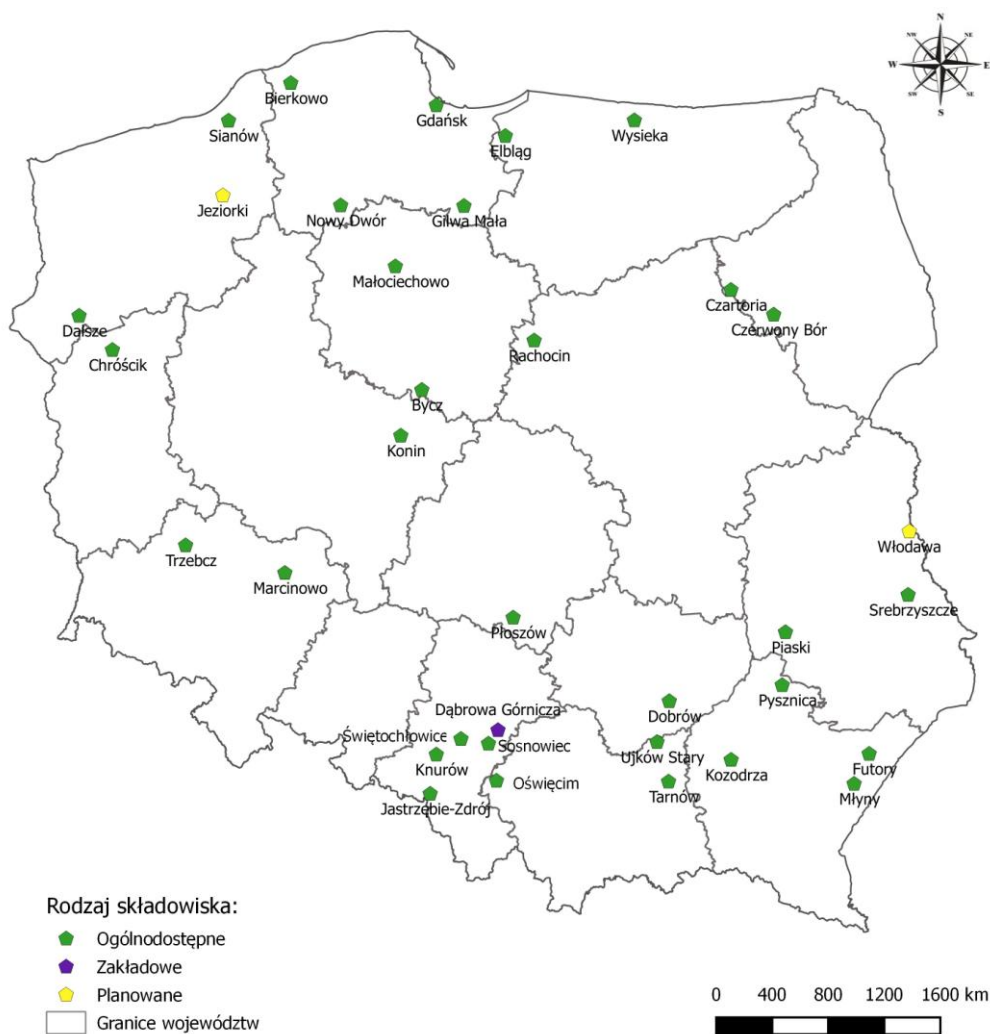 N
NW
NE
W
E
SW
SE
S
Bierkowo
Gdańsk
Sianów
Wysieka
Elbląg
Jeziorki
Nowy Dwór
Gilwa Mała
Małociechowo
Czartoria
Dalsze
Czerwony Bór
Chróścik
Rachocin
Bycz
Konin
Włodawa
Trzebcz
Marcinowo
Srebrzyszcze
Płoszów
Piaski
Pysznica
Dąbrowa Górnicza
Dobrów
Świętochłowice
Sosnowiec
Ujków Stary
Knurów
Kozodrza
Futory
Oświęcim
Młyny
Jastrzębie-Zdrój
Tarnów
Rodzaj składowiska:
Ogólnodostępne
Zakładowe
Planowane
Granice województw
0 400 800 1200 1600 km